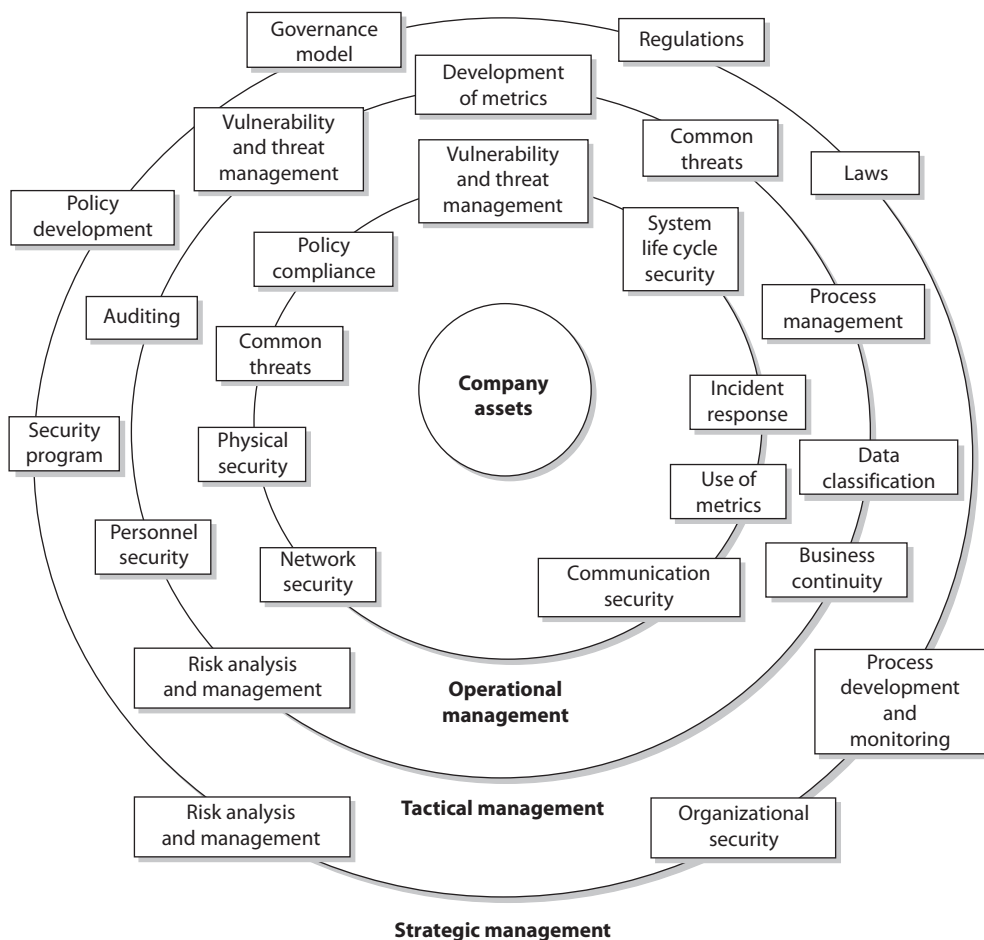 Governance
model
Regulations
Development
of metrics
Vulnerability
and threat
management
Common
threats
Vulnerability
and threat
management
Laws
Policy
development
System
life cycle
security
Policy
compliance
Process
management
Auditing
Common
threats
Company
assets
Incident
response
Security
program
Physical
security
Data
classification
Use of
metrics
Personnel
security
Network
security
Communication
security
Business
continuity
Risk analysis
and management
Process
development
and
monitoring
Operational
management
Tactical management
Risk analysis
and management
Organizational
security
Strategic management